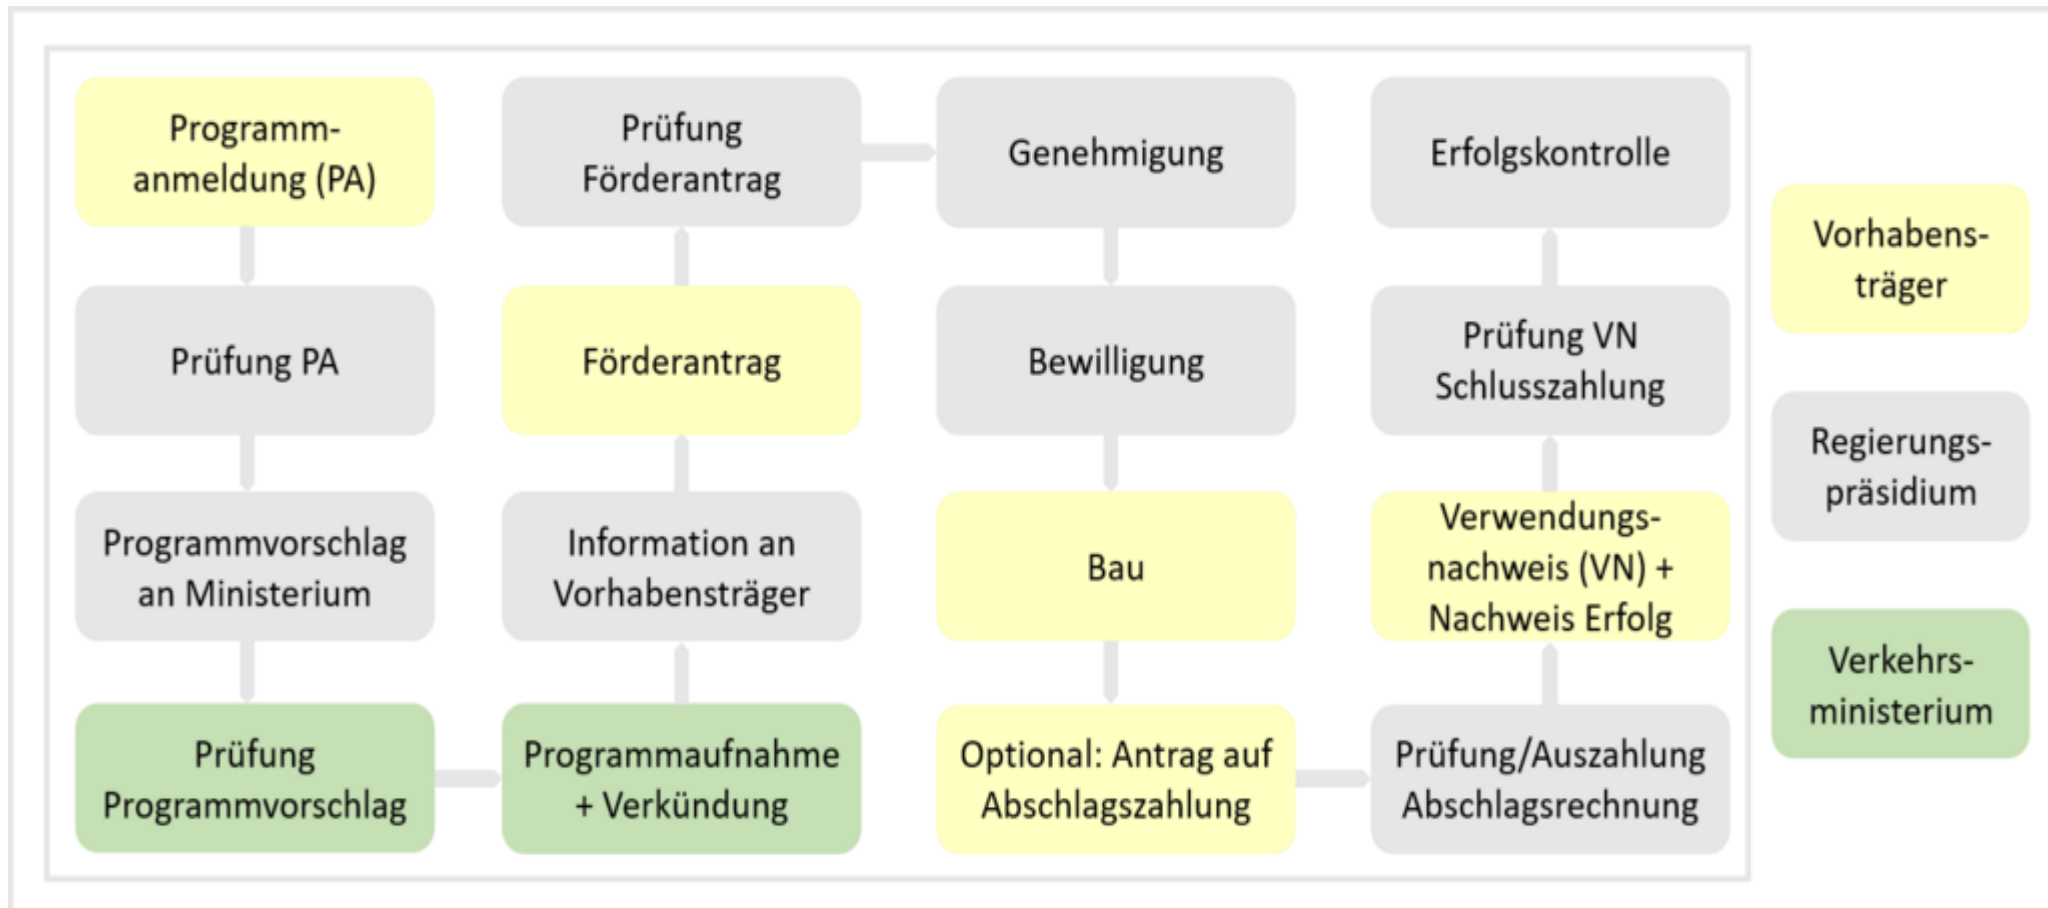 Programm-
anmeldung (PA)
Prüfung PA
Programmvorschlag
an Ministerium
Prüfung
Programmvorschlag
Programmaufnahme
+ Verkündung
Information an
Vorhabensträger
Förderantrag
Prüfung
Förderantrag
Genehmigung
Bewilligung
Bau
Optional: Antrag auf
Abschlagszahlung
Prüfung/Auszahlung
Abschlagsrechnung
Verwendungs-
nachweis (VN) +
Nachweis Erfolg
Prüfung VN
Schlusszahlung
Erfolgskontrolle
Vorhabens-
träger
Regierungs-
präsidium
Verkehrs-
ministerium